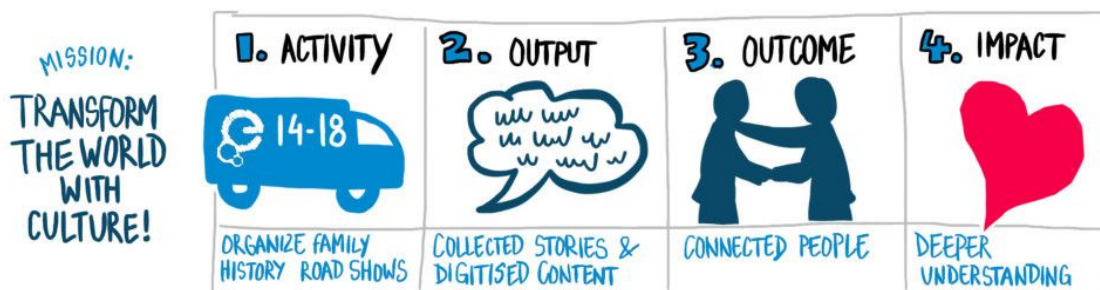 MISSION:
TRANSFORM
THE WORLD
WITH
CULTURE!
1. ACTIVITY
14-18
ORGANIZE FAMILY
HISTORY ROAD SHOWS
2. OUTPUT
COLLECTED STORIES &
DIGITISED CONTENT
3. OUTCOME
CONNECTED PEOPLE
4. IMPACT
DEEPER
UNDERSTANDING